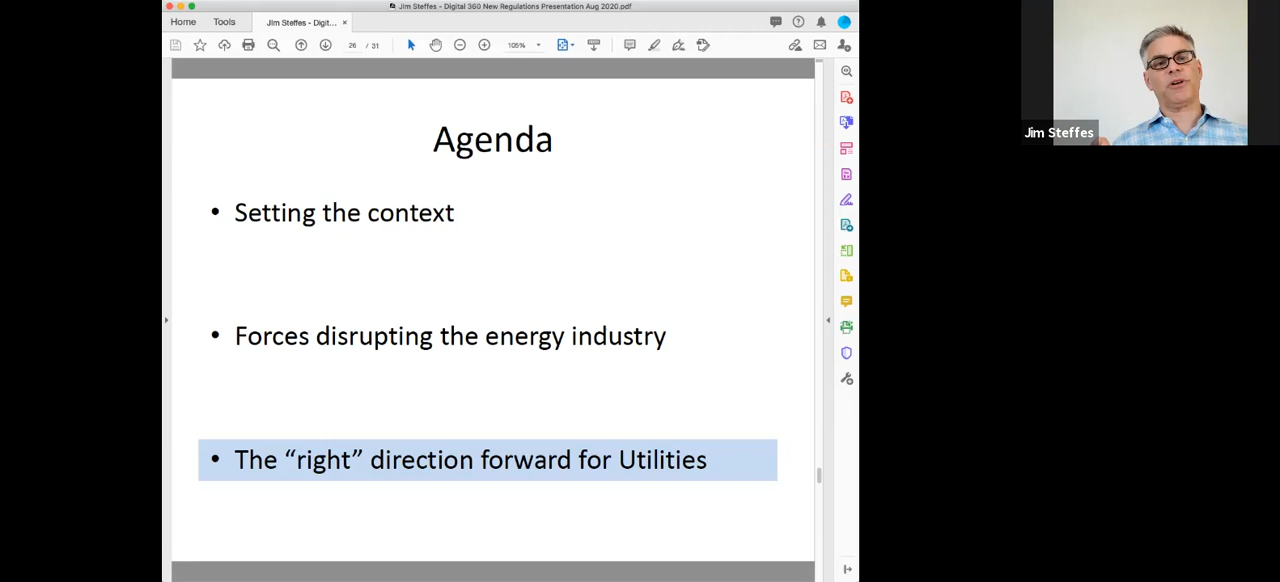 Jim Steffes - Digital 360 New Regulations Presentation Aug 2020.pdf
Home
Tools
Jim Steffes - Digit...
26 / 31
105%
Agenda
• Setting the context
• Forces disrupting the energy industry
• The “right” direction forward for Utilities
Jim Steffes